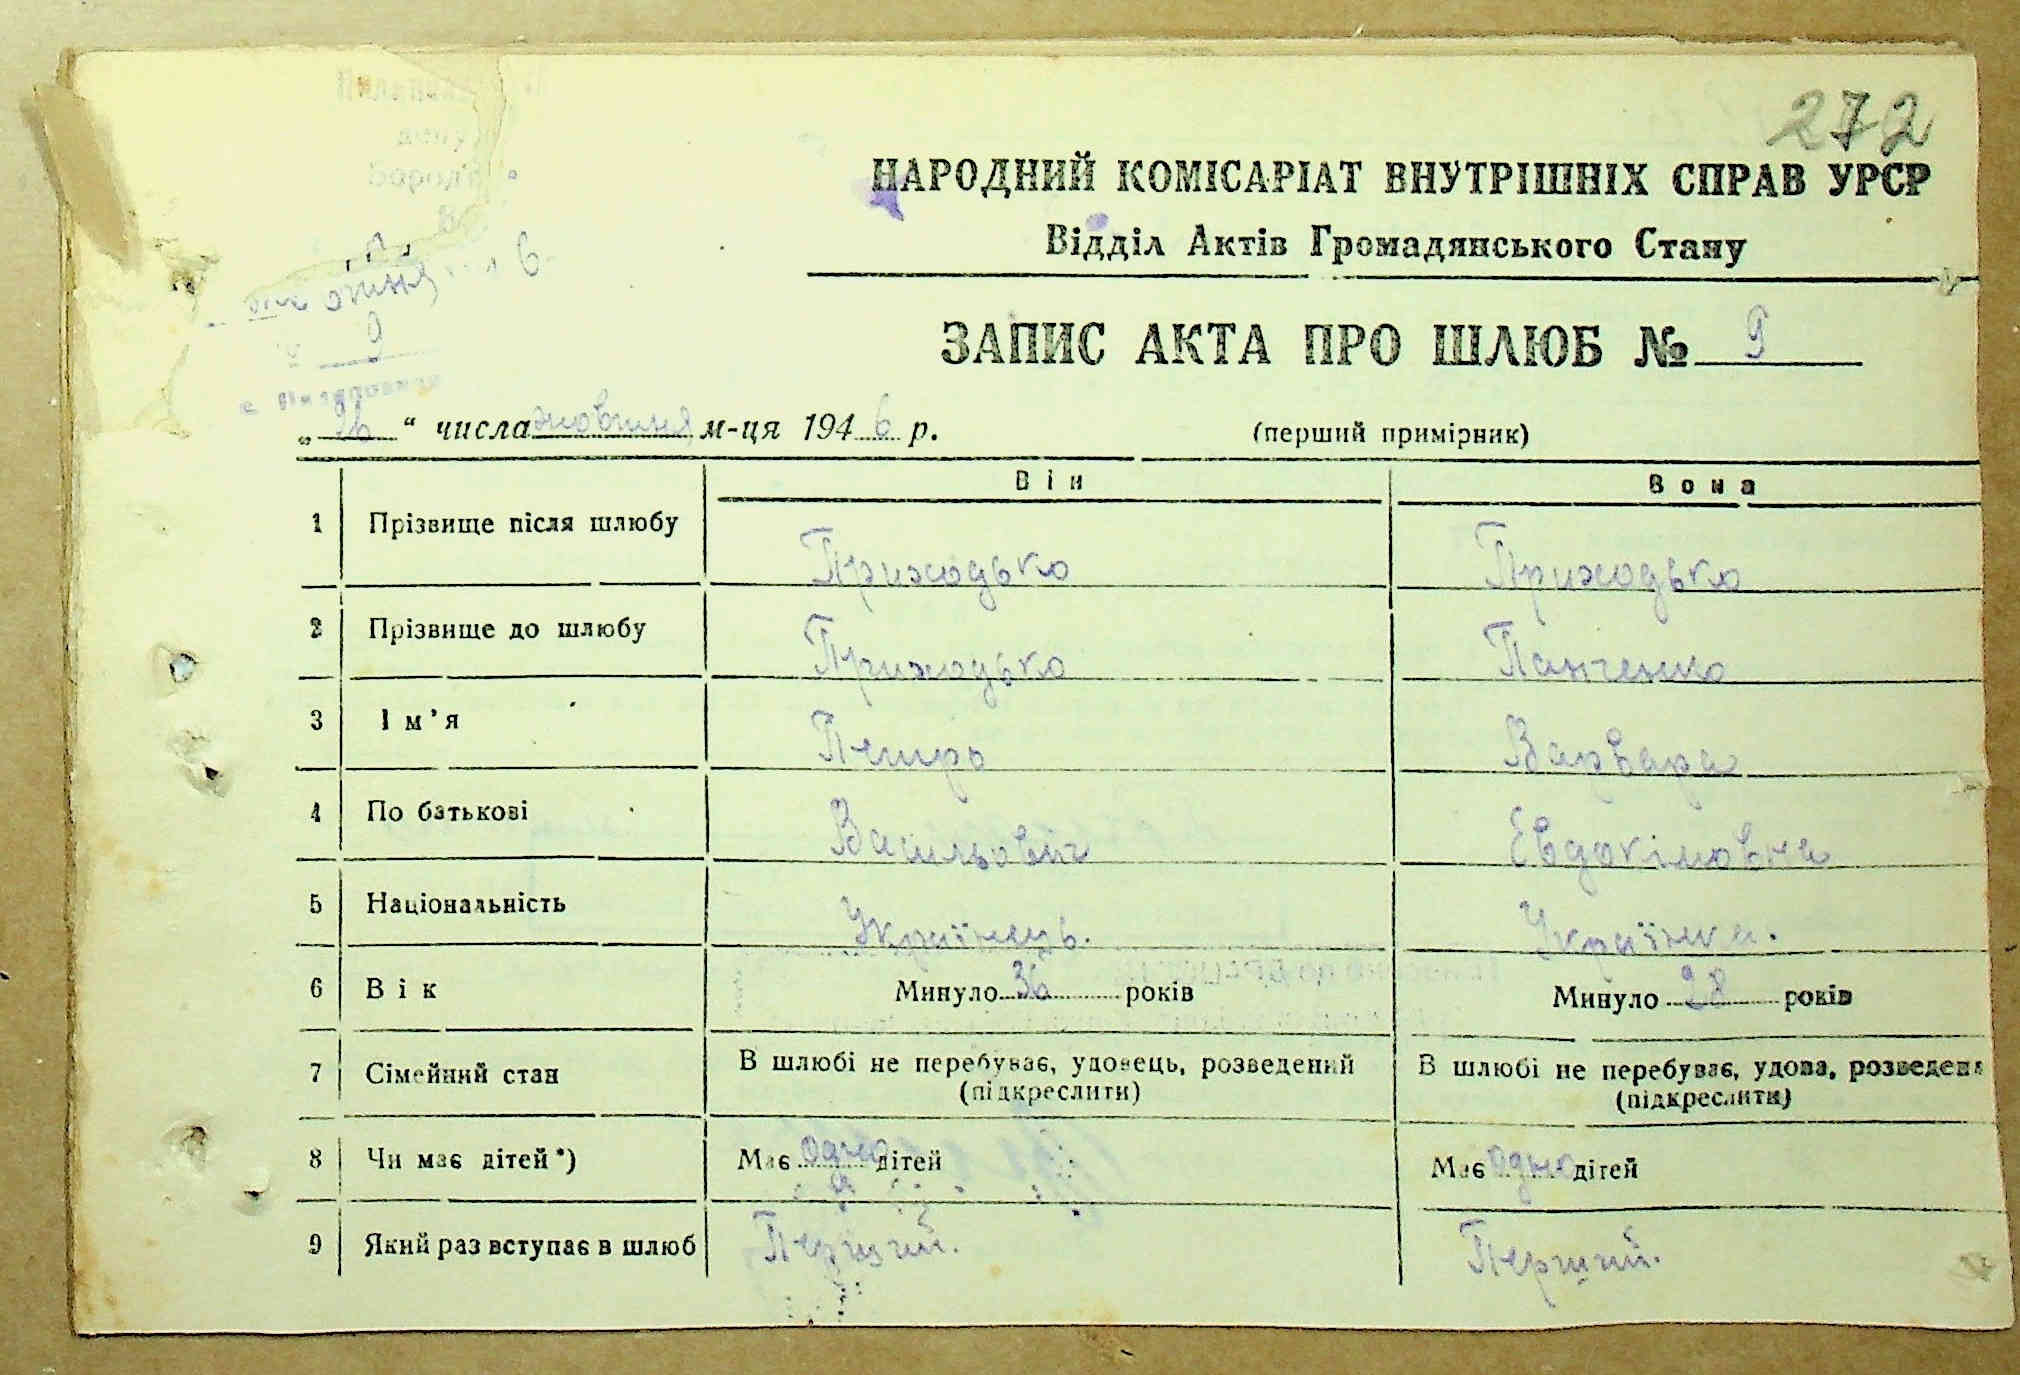 272
НАРОДНИЙ КОМІСАРІАТ ВНУТРІШНІХ СПРАВ УРСР
Відділ Актів Громадянського Стану
9
ЗАПИС АКТА ПРО ШЛЮБ № 9
„ “ числа жовтня м-ця 1946 р. (перший примірник)
Він Вона
1 Прізвище після шлюбу Приходько Приходько
2 Прізвище до шлюбу Приходько Панченко
3 Ім’я Петро Варвара
4 По батькові Васильович Евдокімовна
5 Національність Українець. Українка.
6 Вік Минуло 36 років Минуло 28 років
7 Сімейний стан В шлюбі не перебуває, удовець, розведений (підкреслити) В шлюбі не перебуває, удова, розведена (підкреслити)
8 Чи має дітей*) Має одно дітей Має одно дітей
9 Який раз вступає в шлюб Перший. Перший.